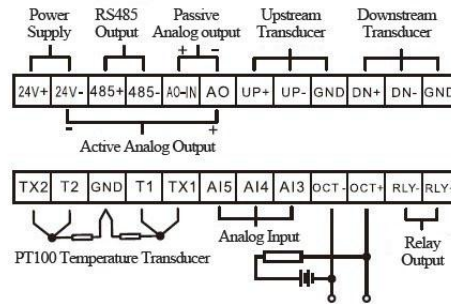 Power Supply
RS485 Output
Passive Analog output
Upstream Transducer
Downstream Transducer
+ -
24V+ 24V- 485+ 485- AO-IN AO UP+ UP- GND DN+ DN- GND
- +
Active Analog Output
TX2 T2 GND T1 TX1 AI5 AI4 AI3 OCT- OCT+ RLY- RLY-
PT100 Temperature Transducer
Analog Input
Relay Output